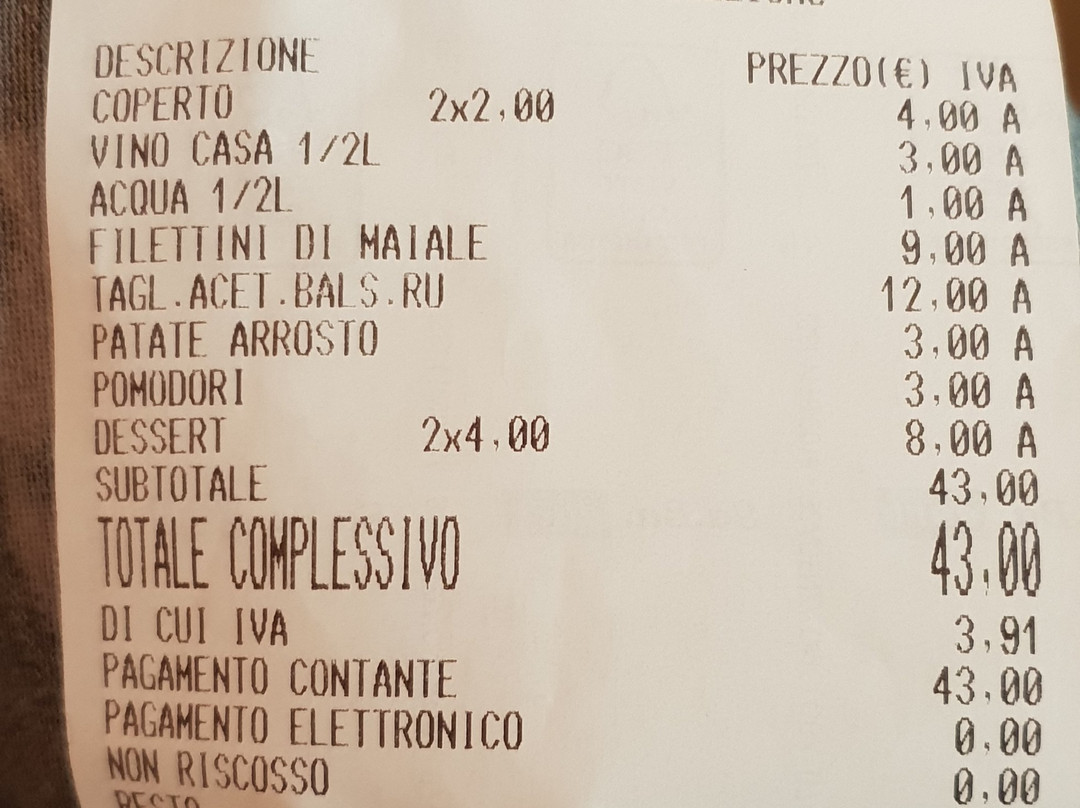 DESCRIZIONE PREZZO(€) IVA
COPERTO 2x2,00 4,00 A
VINO CASA 1/2L 3,00 A
ACQUA 1/2L 1,00 A
FILETTINI DI MAIALE 9,00 A
TAGL.ACET.BALS.RU 12,00 A
PATATE ARROSTO 3,00 A
POMODORI 3,00 A
DESSERT 2x4,00 8,00 A
SUBTOTALE 43,00
TOTALE COMPLESSIVO 43,00
DI CUI IVA 3,91
PAGAMENTO CONTANTE 43,00
PAGAMENTO ELETTRONICO 0,00
NON RISCOSSO 0,00
RESTO